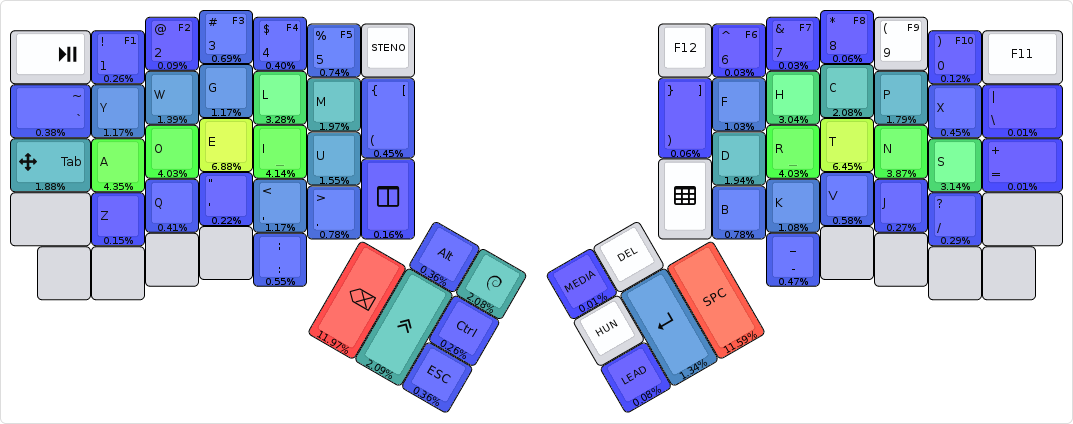 ! F1
1
0.26%
@ F2
2
0.09%
# F3
3
0.69%
$ F4
4
0.40%
% F5
5
0.74%
STENO
~
`
0.38%
Y
1.17%
W
1.39%
G
1.17%
L
3.28%
M
1.97%
{ [
(
0.45%
Tab
1.88%
A
4.35%
O
4.03%
E
6.88%
I
_
4.14%
U
1.55%
0.16%
Z
0.15%
Q
0.41%
"
'
0.22%
<
,
1.17%
>
.
0.78%
:
;
0.55%
11.97%
Alt
0.36%
2.08%
2.09%
Ctrl
0.26%
ESC
0.36%
F12
^ F6
6
0.03%
& F7
7
0.03%
* F8
8
0.06%
( F9
9
) F10
0
0.12%
F11
} ]
)
0.06%
F
1.03%
H
3.04%
C
2.08%
P
1.79%
X
0.45%
|
\
0.01%
D
1.94%
R
_
4.03%
T
6.45%
N
3.87%
S
3.14%
+
=
0.01%
B
0.78%
K
1.08%
V
0.58%
J
0.27%
?
/
0.29%
_
-
0.47%
MEDIA
0.01%
DEL
HUN
1.34%
SPC
11.59%
LEAD
0.08%